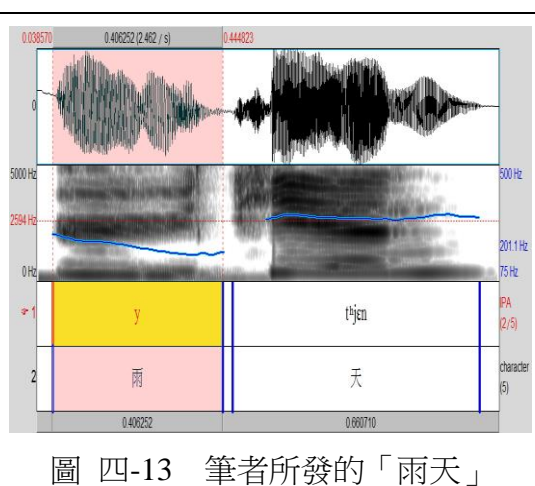 0.038570 0.406252 (2.462 / s) 0.444823
0
5000 Hz 500 Hz
2594 Hz
201.1 Hz
0 Hz 75 Hz
☞ 1 y tʰjɛn IPA
(2/5)
2 雨 天 character
(5)
0.406252 0.660710
圖 四-13 筆者所發的「雨天」